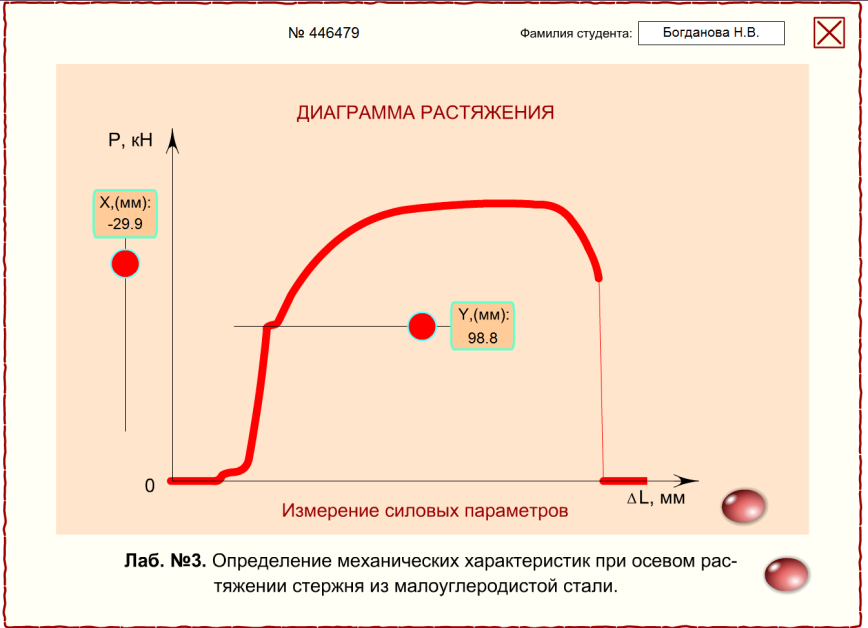 № 446479
Фамилия студента: Богданова Н.В.
ДИАГРАММА РАСТЯЖЕНИЯ
P, кН
X,(мм):
-29.9
Y,(мм):
98.8
0
ΔL, мм
Измерение силовых параметров
Лаб. №3. Определение механических характеристик при осевом рас-
тяжении стержня из малоуглеродистой стали.